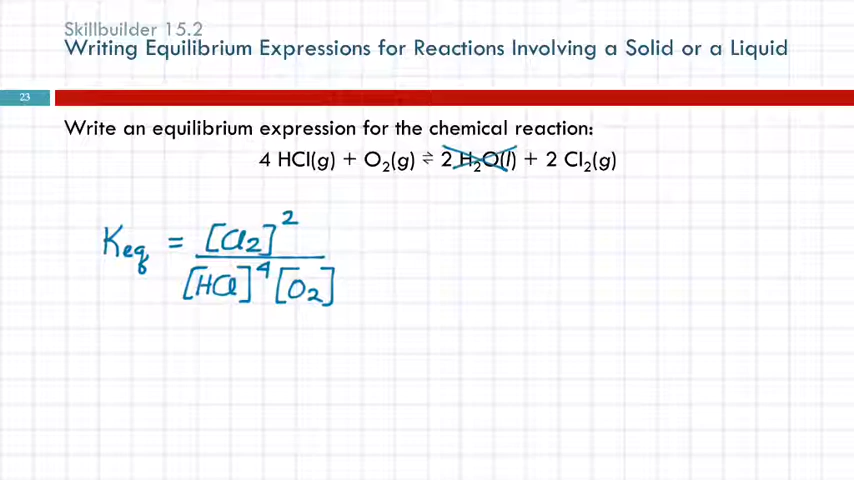 Skillbuilder 15.2
Writing Equilibrium Expressions for Reactions Involving a Solid or a Liquid
23
Write an equilibrium expression for the chemical reaction:
4 HCl(g) + O₂(g) ⇌ 2 H₂O(l) + 2 Cl₂(g)
Keq = [Cl₂]²
[HCl]⁴ [O₂]